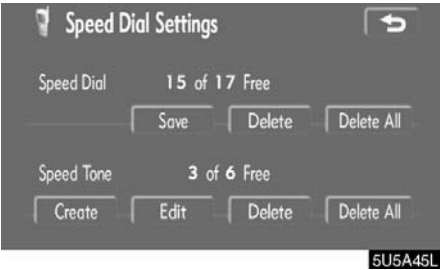 Speed Dial Settings
Speed Dial 15 of 17 Free
Save Delete Delete All
Speed Tone 3 of 6 Free
Create Edit Delete Delete All
5U5A45L